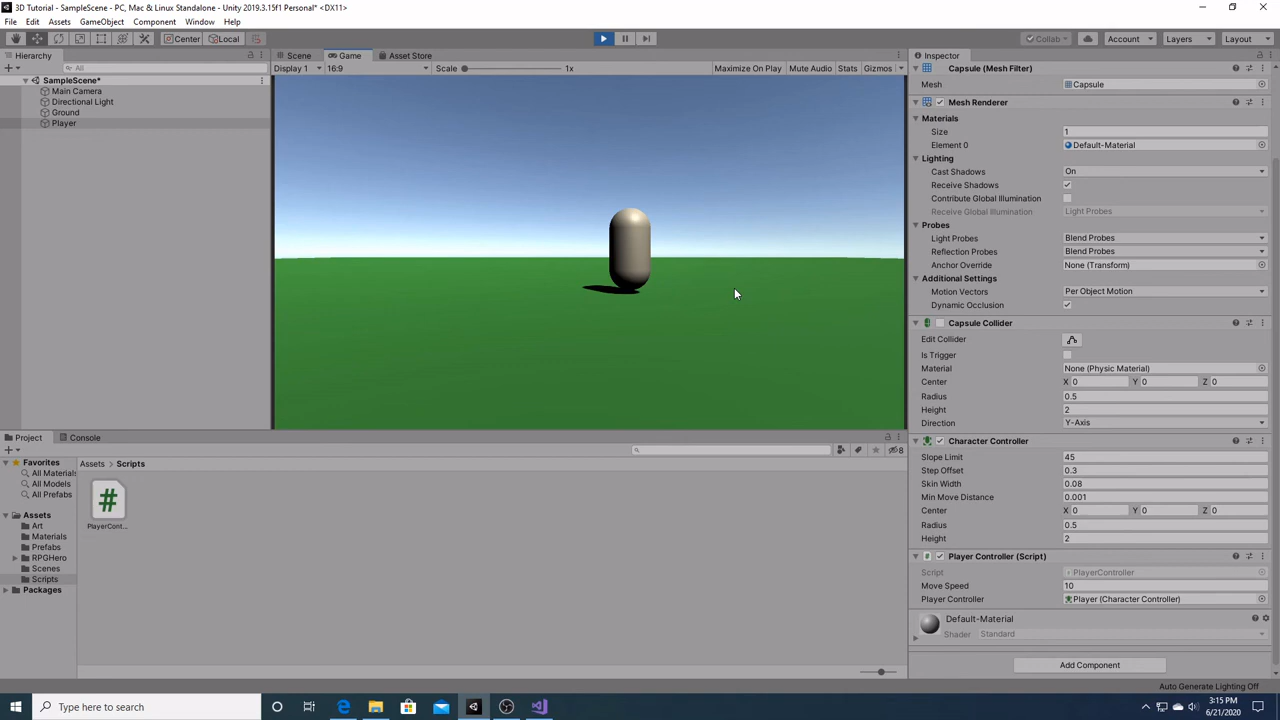 3D Tutorial - SampleScene - PC, Mac & Linux Standalone - Unity 2019.3.15f1 Personal* <DX11>
File Edit Assets GameObject Component Window Help
Center Local Collab Account Layers Layout
Hierarchy
All
SampleScene*
Main Camera
Directional Light
Ground
Player
Scene Game Asset Store
Display 1 16:9 Scale 1x Maximize On Play Mute Audio Stats Gizmos
Inspector
Capsule (Mesh Filter)
Mesh Capsule
Mesh Renderer
Materials
Size 1
Element 0 Default-Material
Lighting
Cast Shadows On
Receive Shadows
Contribute Global Illumination
Receive Global Illumination Light Probes
Probes
Light Probes Blend Probes
Reflection Probes Blend Probes
Anchor Override None (Transform)
Additional Settings
Motion Vectors Per Object Motion
Dynamic Occlusion
Capsule Collider
Edit Collider
Is Trigger
Material None (Physic Material)
Center X 0 Y 0 Z 0
Radius 0.5
Height 2
Direction Y-Axis
Character Controller
Slope Limit 45
Step Offset 0.3
Skin Width 0.08
Min Move Distance 0.001
Center X 0 Y 0 Z 0
Radius 0.5
Height 2
Player Controller (Script)
Script PlayerController
Move Speed 10
Player Controller Player (Character Controller)
Default-Material
Shader Standard
Add Component
Auto Generate Lighting Off
Project Console
8
Favorites
All Materials
All Models
All Prefabs
Assets
Art
Materials
Prefabs
RPGHero
Scenes
Scripts
Packages
Assets > Scripts
#
PlayerCont...
Type here to search
3:15 PM
6/21/2020